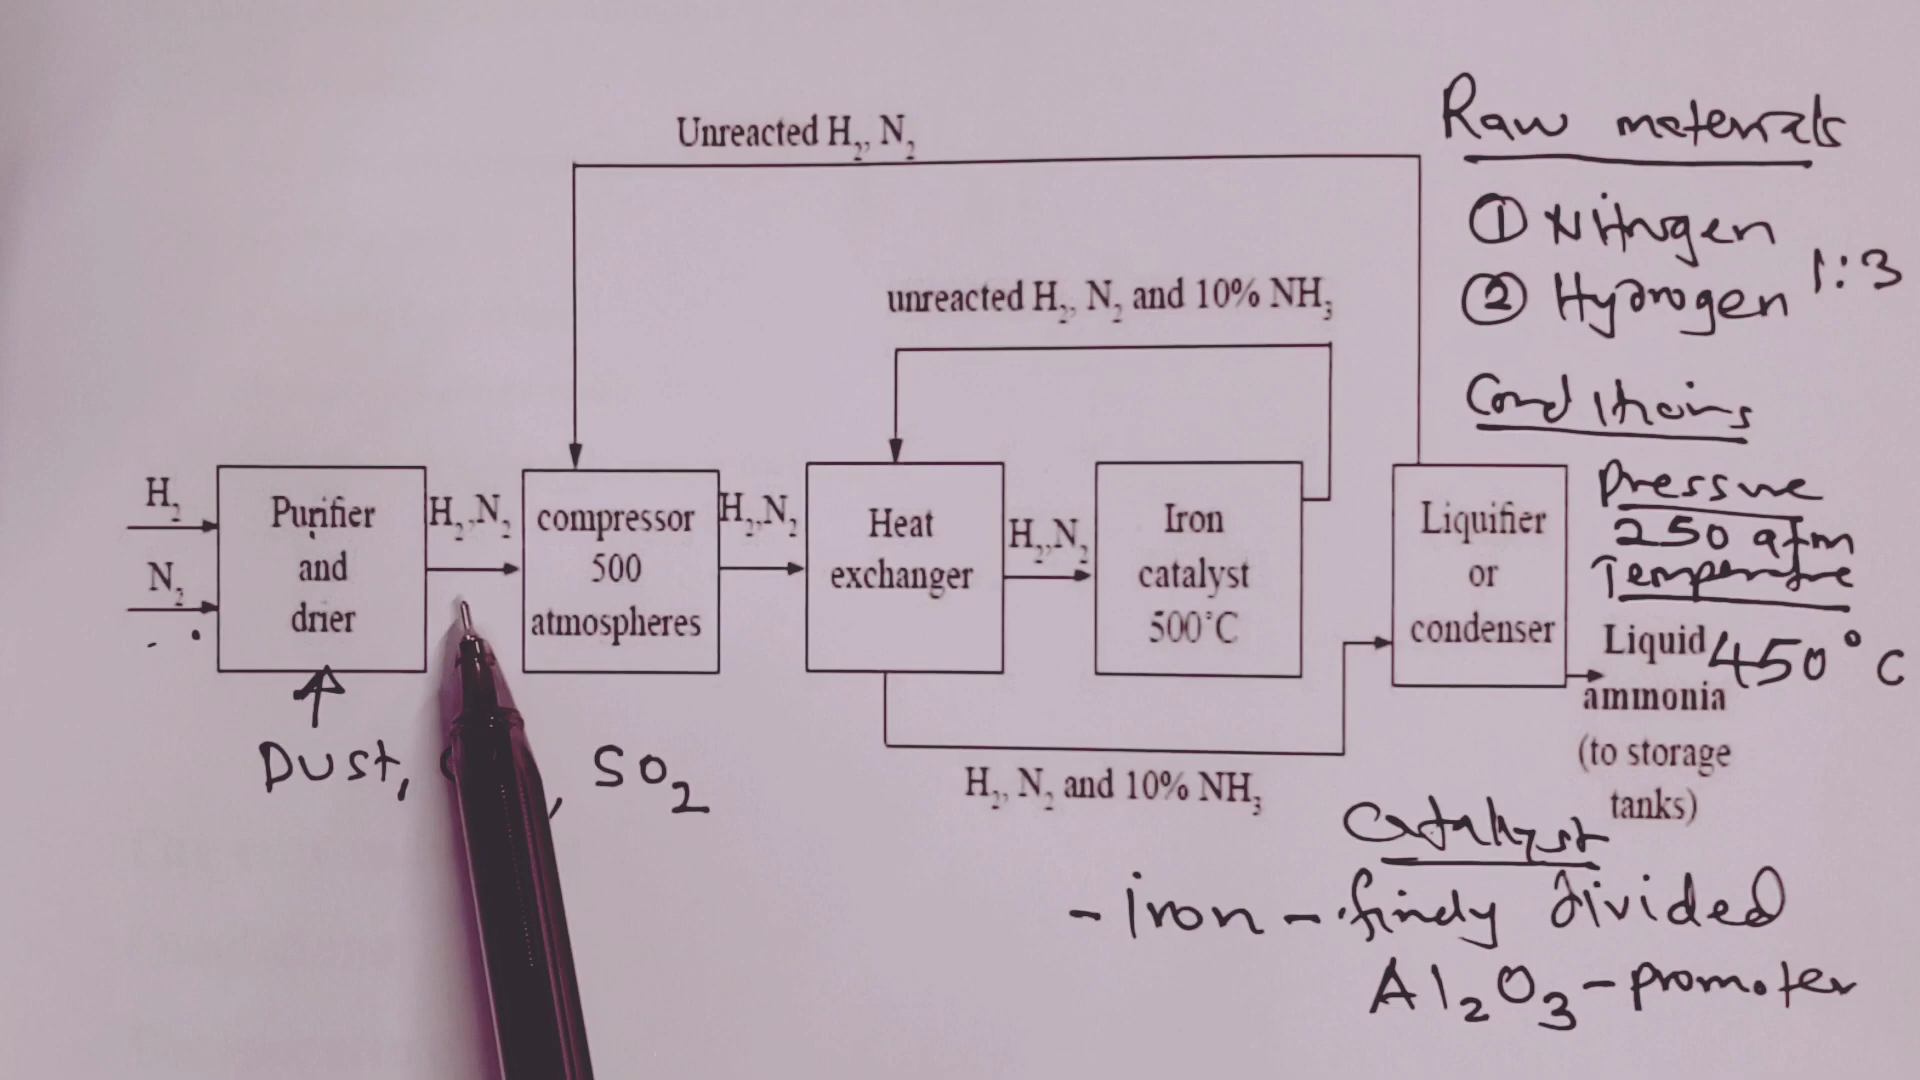 Unreacted H2, N2
unreacted H2, N2 and 10% NH3
H2
N2
Purifier
and
drier
H2,N2
compressor
500
atmospheres
H2,N2
Heat
exchanger
H2,N2
Iron
catalyst
500°C
Liquifier
or
condenser
Liquid
ammonia
(to storage
tanks)
H2, N2 and 10% NH3
Dust, , SO2
Raw materials
① Nitrogen
② Hydrogen
1:3
Conditions
Pressure
250 atm
Temperature
450°C
Catalyst
- Iron - finely divided
Al2O3 - promoter